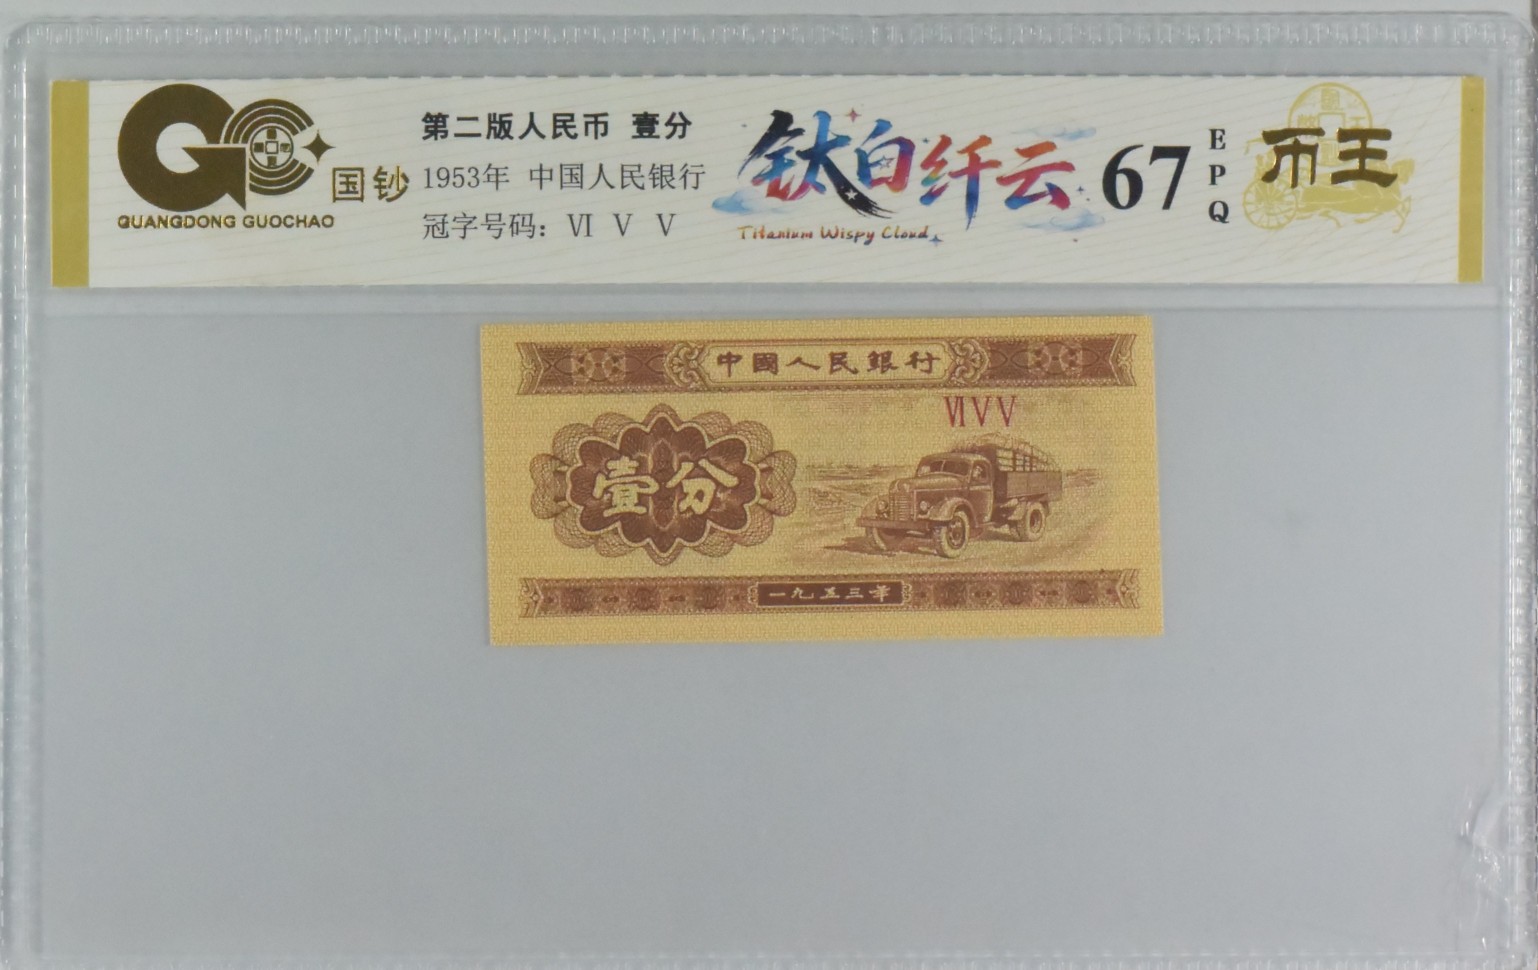 第二版人民币 壹分
国钞
1953年 中国人民银行
QUANGDONG GUOCHAO
冠字号码：Ⅵ Ⅴ Ⅴ
钛白纤云
Titanium Wispy Cloud
67
EPQ
币王
中國人民銀行
ⅥⅤⅤ
壹分
一九五三年